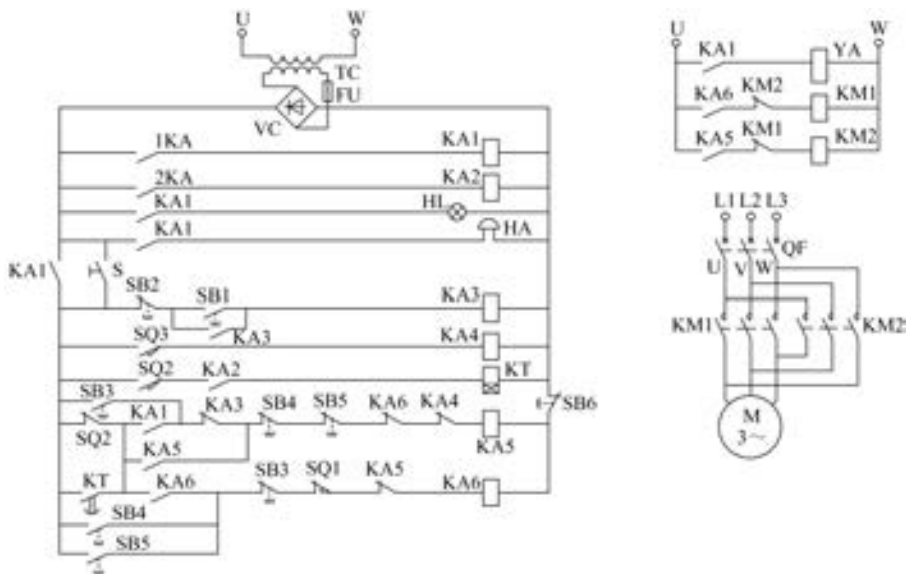 U W
TC
FU
VC
1KA KA1
2KA KA2
KA1 HL
KA1 HA
KA1 S
SB2 SB1 KA3
KA3
SQ3 KA4
SQ2 KA2 KT
SB6
SB3 KA1 KA3 SB4 SB5 KA6 KA4
SQ2 KA5
KA5
KT KA6 SB3 SQ1 KA5 KA6
SB4
SB5
U W
KA1 YA
KA6 KM2 KM1
KA5 KM1 KM2
L1 L2 L3
QF
U V W
KM1 KM2
M
3~